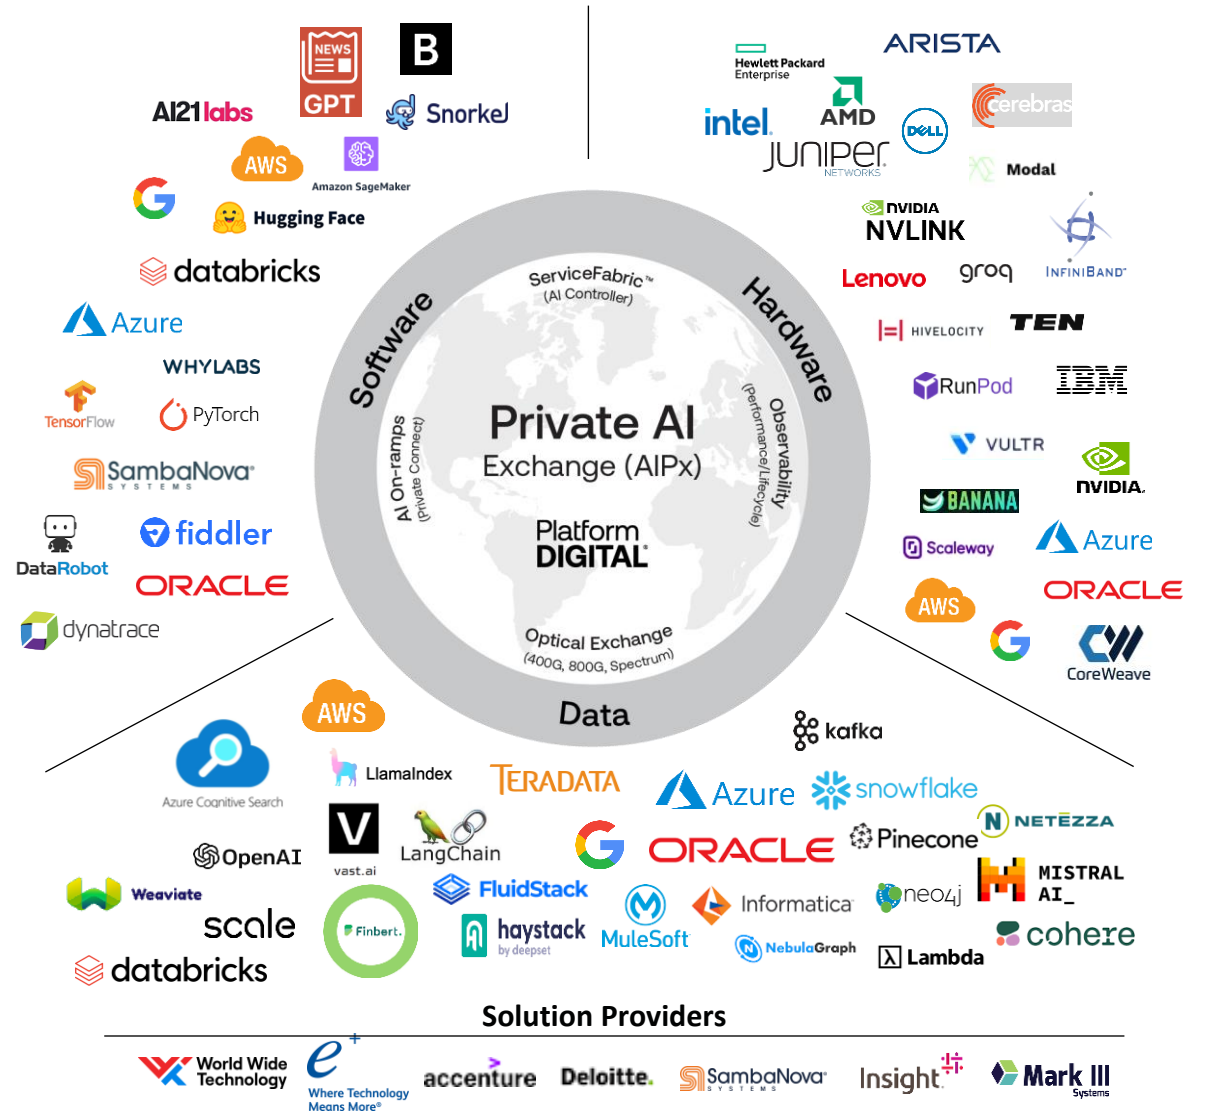 NEWS
GPT
B
AI21labs
Snorkel
AWS
Amazon SageMaker
Hugging Face
databricks
Azure
WHYLABS
TensorFlow
PyTorch
SambaNova®
SYSTEMS
DataRobot
fiddler
ORACLE
dynatrace
Hewlett Packard
Enterprise
ARISTA
intel.
AMD
DELL
cerebras
JUNIPER
NETWORKS
Modal
NVIDIA
NVLINK
INFINIBAND™
Lenovo
groq
HIVELOCITY
TEN
RunPod
IBM
VULTR
NVIDIA.
BANANA
Scaleway
Azure
AWS
ORACLE
CoreWeave
Software
Hardware
Data
ServiceFabric™
(AI Controller)
AI On-ramps
(Private Connect)
Observability
(Performance/Lifecycle)
Private AI
Exchange (AIPx)
Platform
DIGITAL®
Optical Exchange
(400G, 800G, Spectrum)
AWS
Azure Cognitive Search
LlamaIndex
TERADATA
Azure
kafka
snowflake
OpenAI
V
vast.ai
LangChain
ORACLE
Pinecone
N NETEZZA
Weaviate
scale
Finbert.
FluidStack
haystack
by deepset
MuleSoft
Informatica
neo4j
MISTRAL
AI_
NebulaGraph
Lambda
cohere
databricks
Solution Providers
World Wide
Technology
e+
Where Technology
Means More®
accenture
Deloitte.
SambaNova®
SYSTEMS
Insight
Mark III
Systems